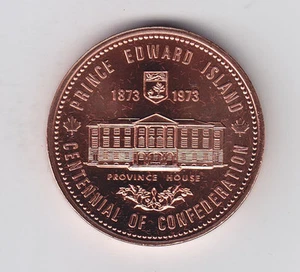 PRINCE EDWARD ISLAND
1873 1973
PROVINCE HOUSE
CENTENNIAL OF CONFEDERATION